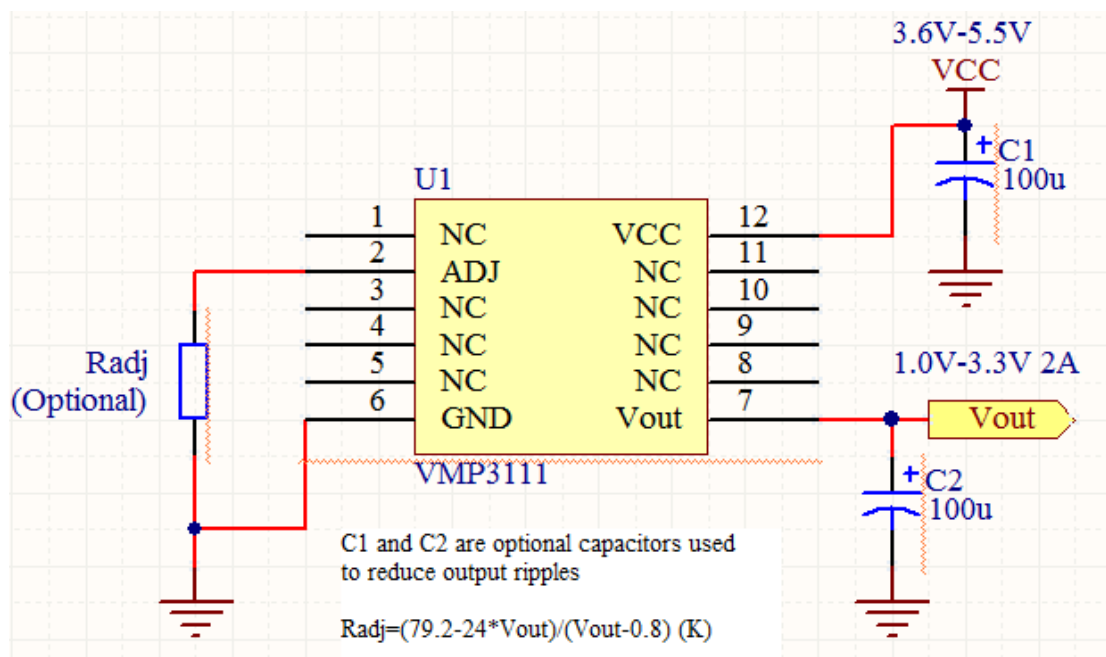 3.6V-5.5V
VCC
+ C1
100u
U1
1 NC VCC 12
2 ADJ NC 11
3 NC NC 10
4 NC NC 9
5 NC NC 8
6 GND Vout 7
VMP3111
Radj
(Optional)
1.0V-3.3V 2A
Vout
+ C2
100u
C1 and C2 are optional capacitors used
to reduce output ripples
Radj=(79.2-24*Vout)/(Vout-0.8) (K)